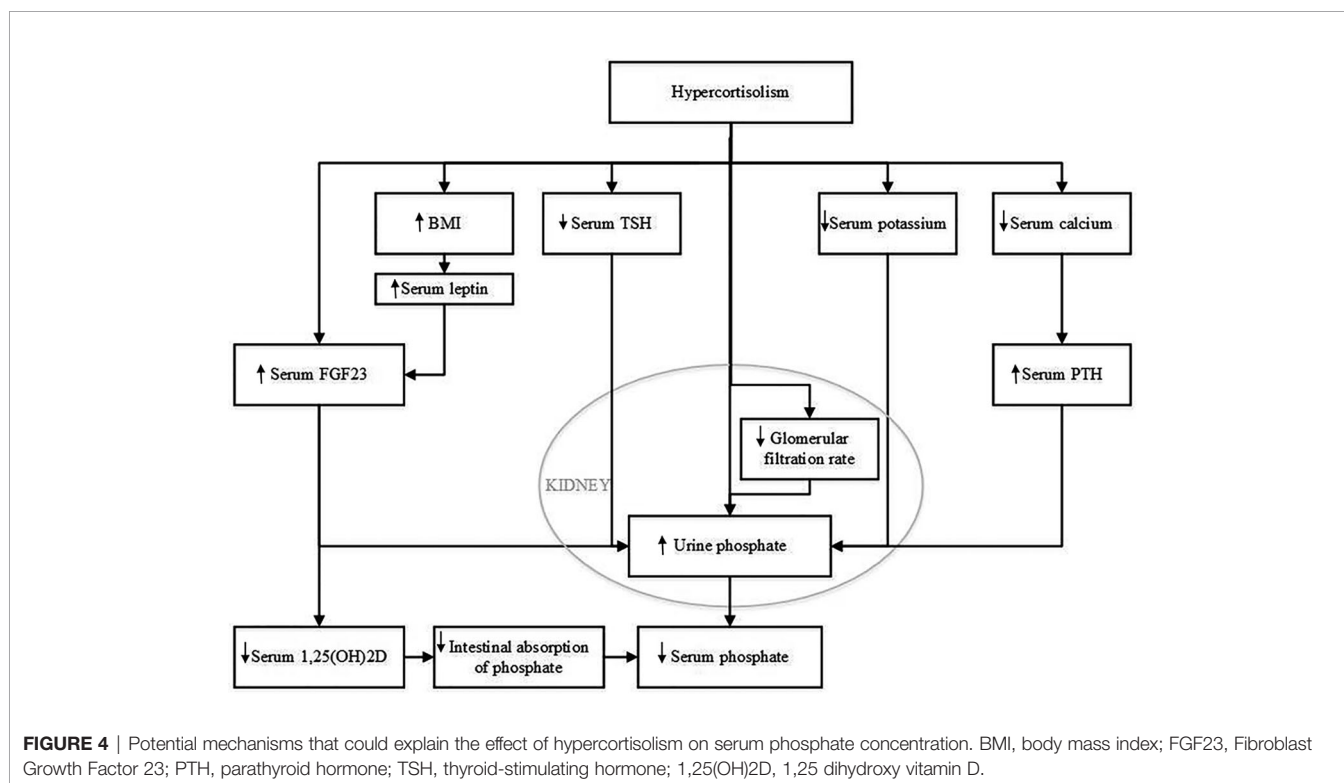 Hypercortisolism
↑ BMI
↓ Serum TSH
↓ Serum potassium
↓ Serum calcium
↑ Serum leptin
↑ Serum FGF23
↑ Serum PTH
↓ Glomerular
filtration rate
KIDNEY
↑ Urine phosphate
↓ Serum 1,25(OH)2D
↓ Intestinal absorption
of phosphate
↓ Serum phosphate
FIGURE 4 | Potential mechanisms that could explain the effect of hypercortisolism on serum phosphate concentration. BMI, body mass index; FGF23, Fibroblast
Growth Factor 23; PTH, parathyroid hormone; TSH, thyroid-stimulating hormone; 1,25(OH)2D, 1,25 dihydroxy vitamin D.